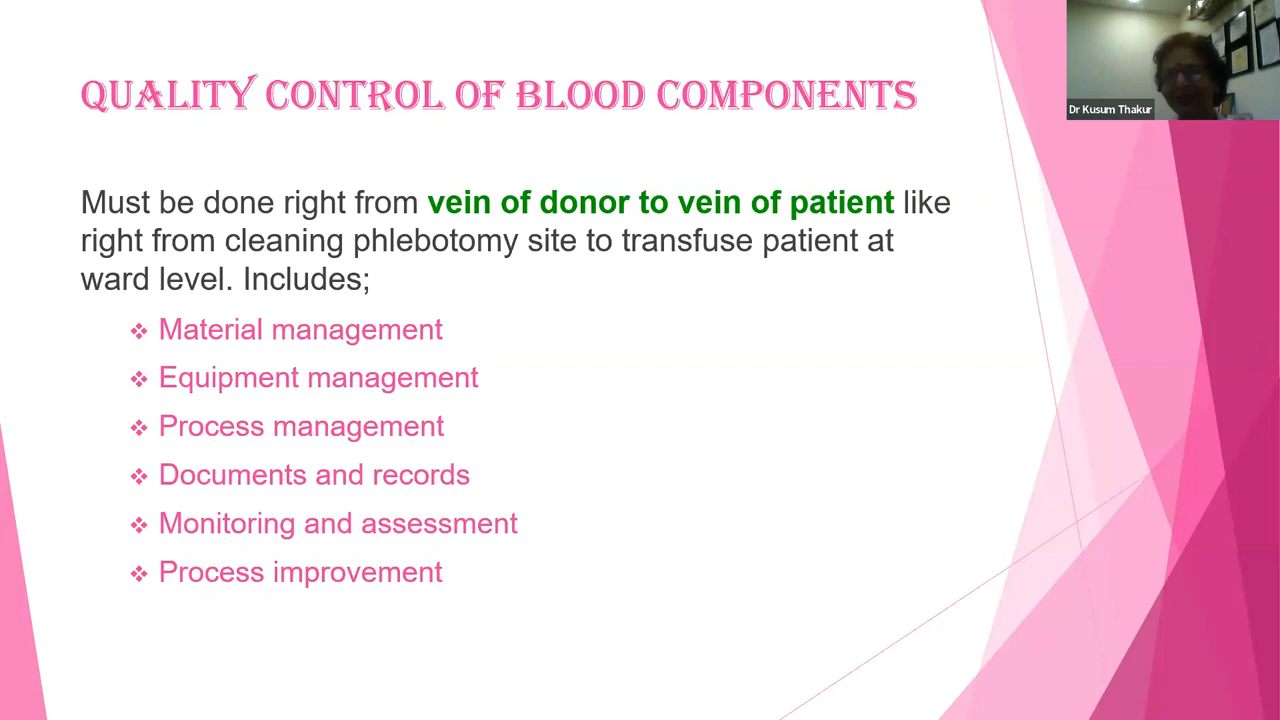 QUALITY CONTROL OF BLOOD COMPONENTS
Dr Kusum Thakur
Must be done right from vein of donor to vein of patient like
right from cleaning phlebotomy site to transfuse patient at
ward level. Includes;
❖ Material management
❖ Equipment management
❖ Process management
❖ Documents and records
❖ Monitoring and assessment
❖ Process improvement